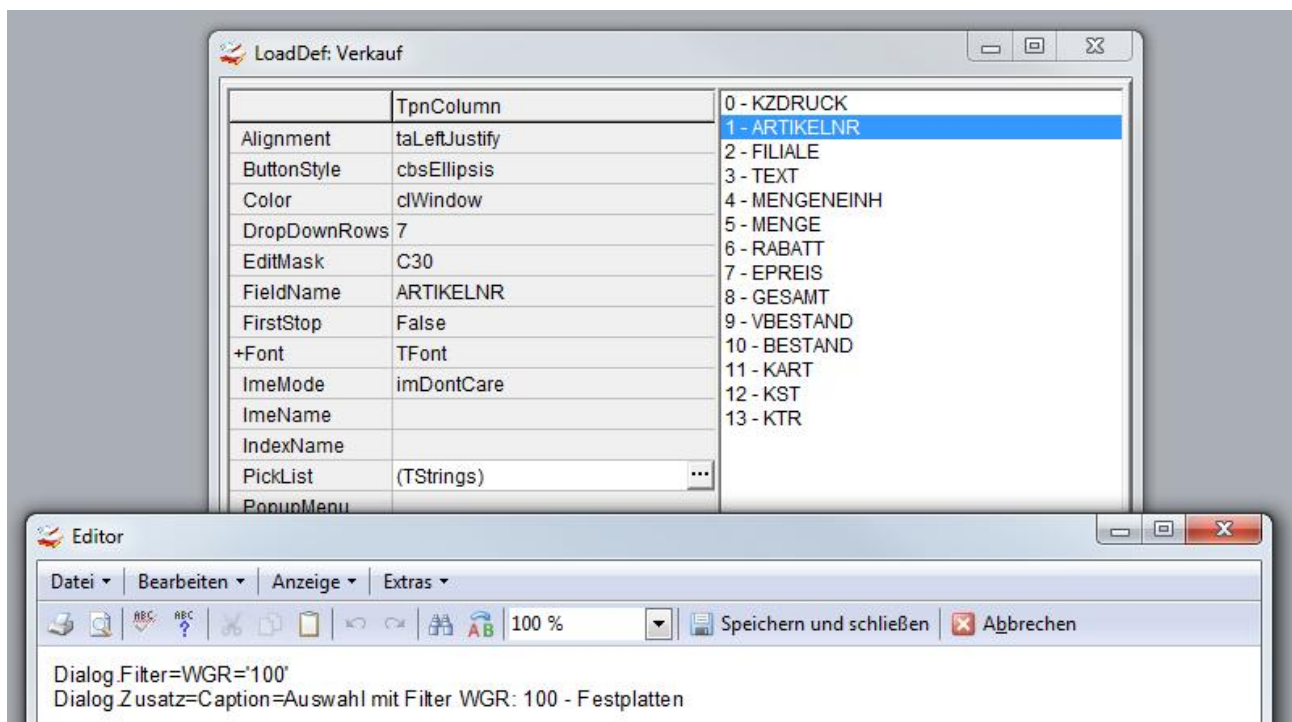 LoadDef: Verkauf
TpnColumn
Alignment taLeftJustify
ButtonStyle cbsEllipsis
Color clWindow
DropDownRows 7
EditMask C30
FieldName ARTIKELNR
FirstStop False
+Font TFont
ImeMode imDontCare
ImeName
IndexName
PickList (TStrings) ...
PopupMenu
0 - KZDRUCK
1 - ARTIKELNR
2 - FILIALE
3 - TEXT
4 - MENGENEINH
5 - MENGE
6 - RABATT
7 - EPREIS
8 - GESAMT
9 - VBESTAND
10 - BESTAND
11 - KART
12 - KST
13 - KTR
Editor
Datei Bearbeiten Anzeige Extras
ABC ABC ? AB 100 % Speichern und schließen Abbrechen
Dialog.Filter=WGR='100'
Dialog.Zusatz=Caption=Auswahl mit Filter WGR: 100 - Festplatten